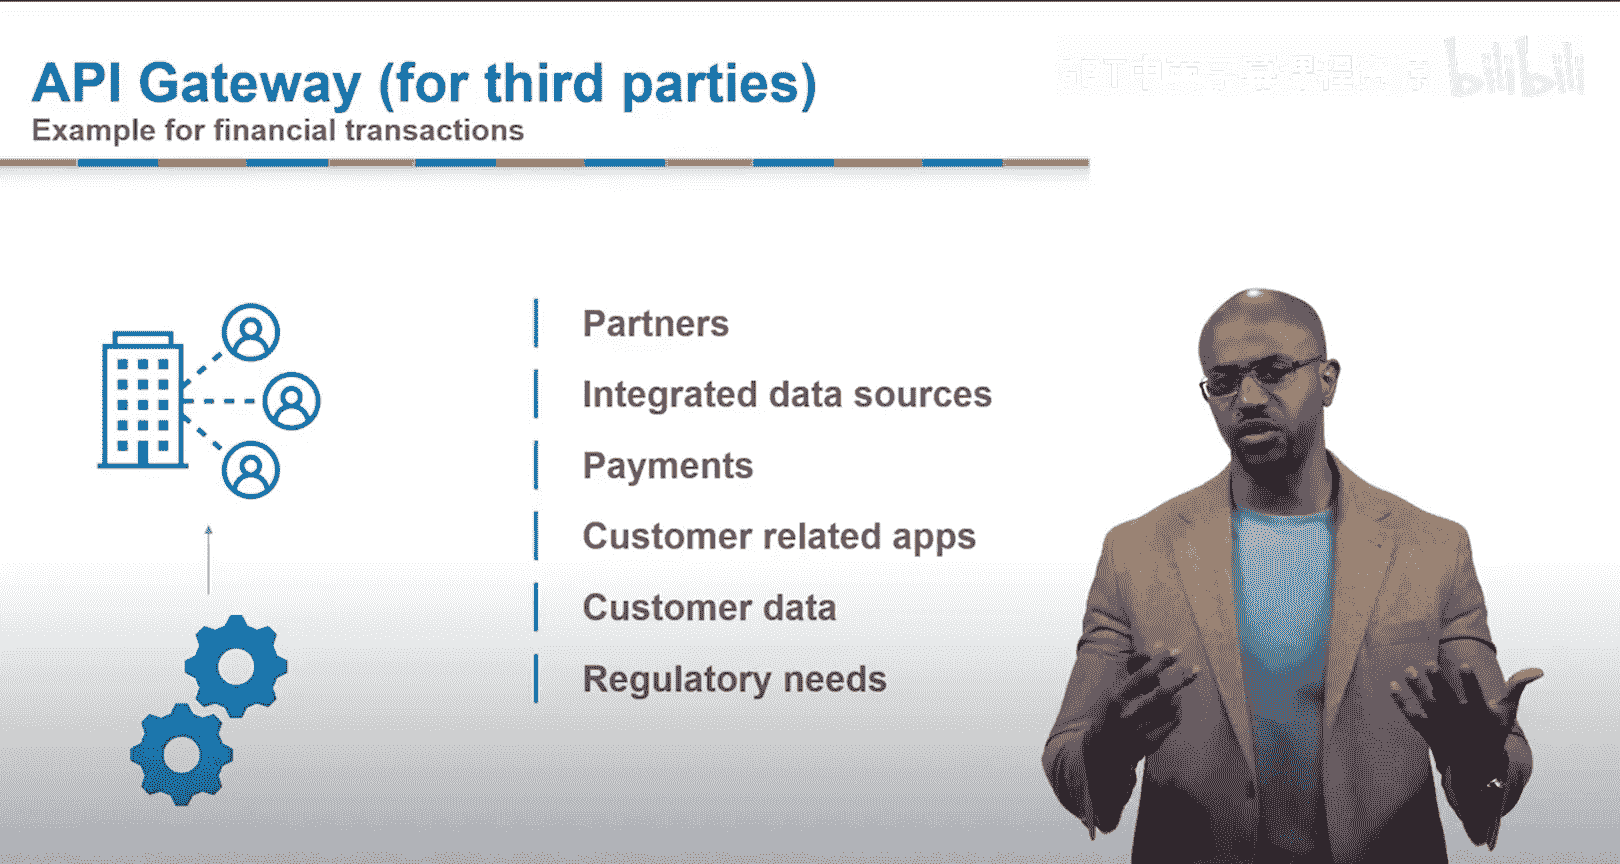 API Gateway (for third parties)
Example for financial transactions
bilibili
Partners
Integrated data sources
Payments
Customer related apps
Customer data
Regulatory needs